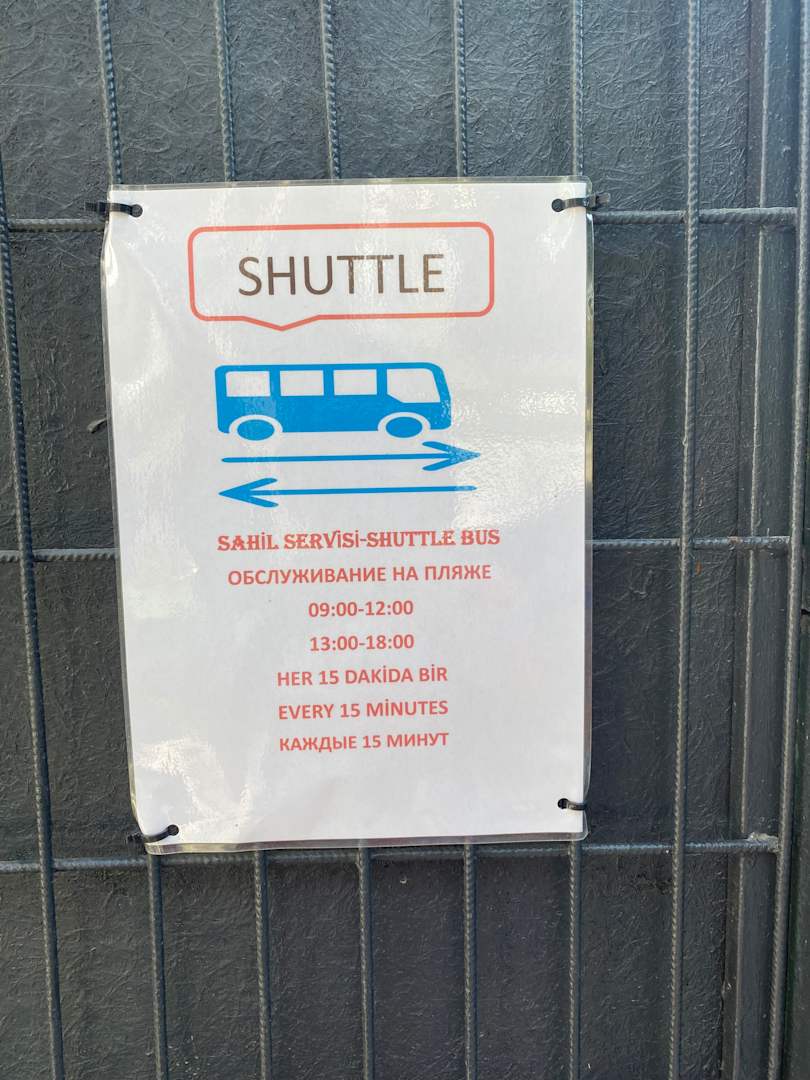 SHUTTLE
SAHİL SERVİSİ-SHUTTLE BUS
ОБСЛУЖИВАНИЕ НА ПЛЯЖЕ
09:00-12:00
13:00-18:00
HER 15 DAKİDA BİR
EVERY 15 MİNUTES
КАЖДЫЕ 15 МИНУТ